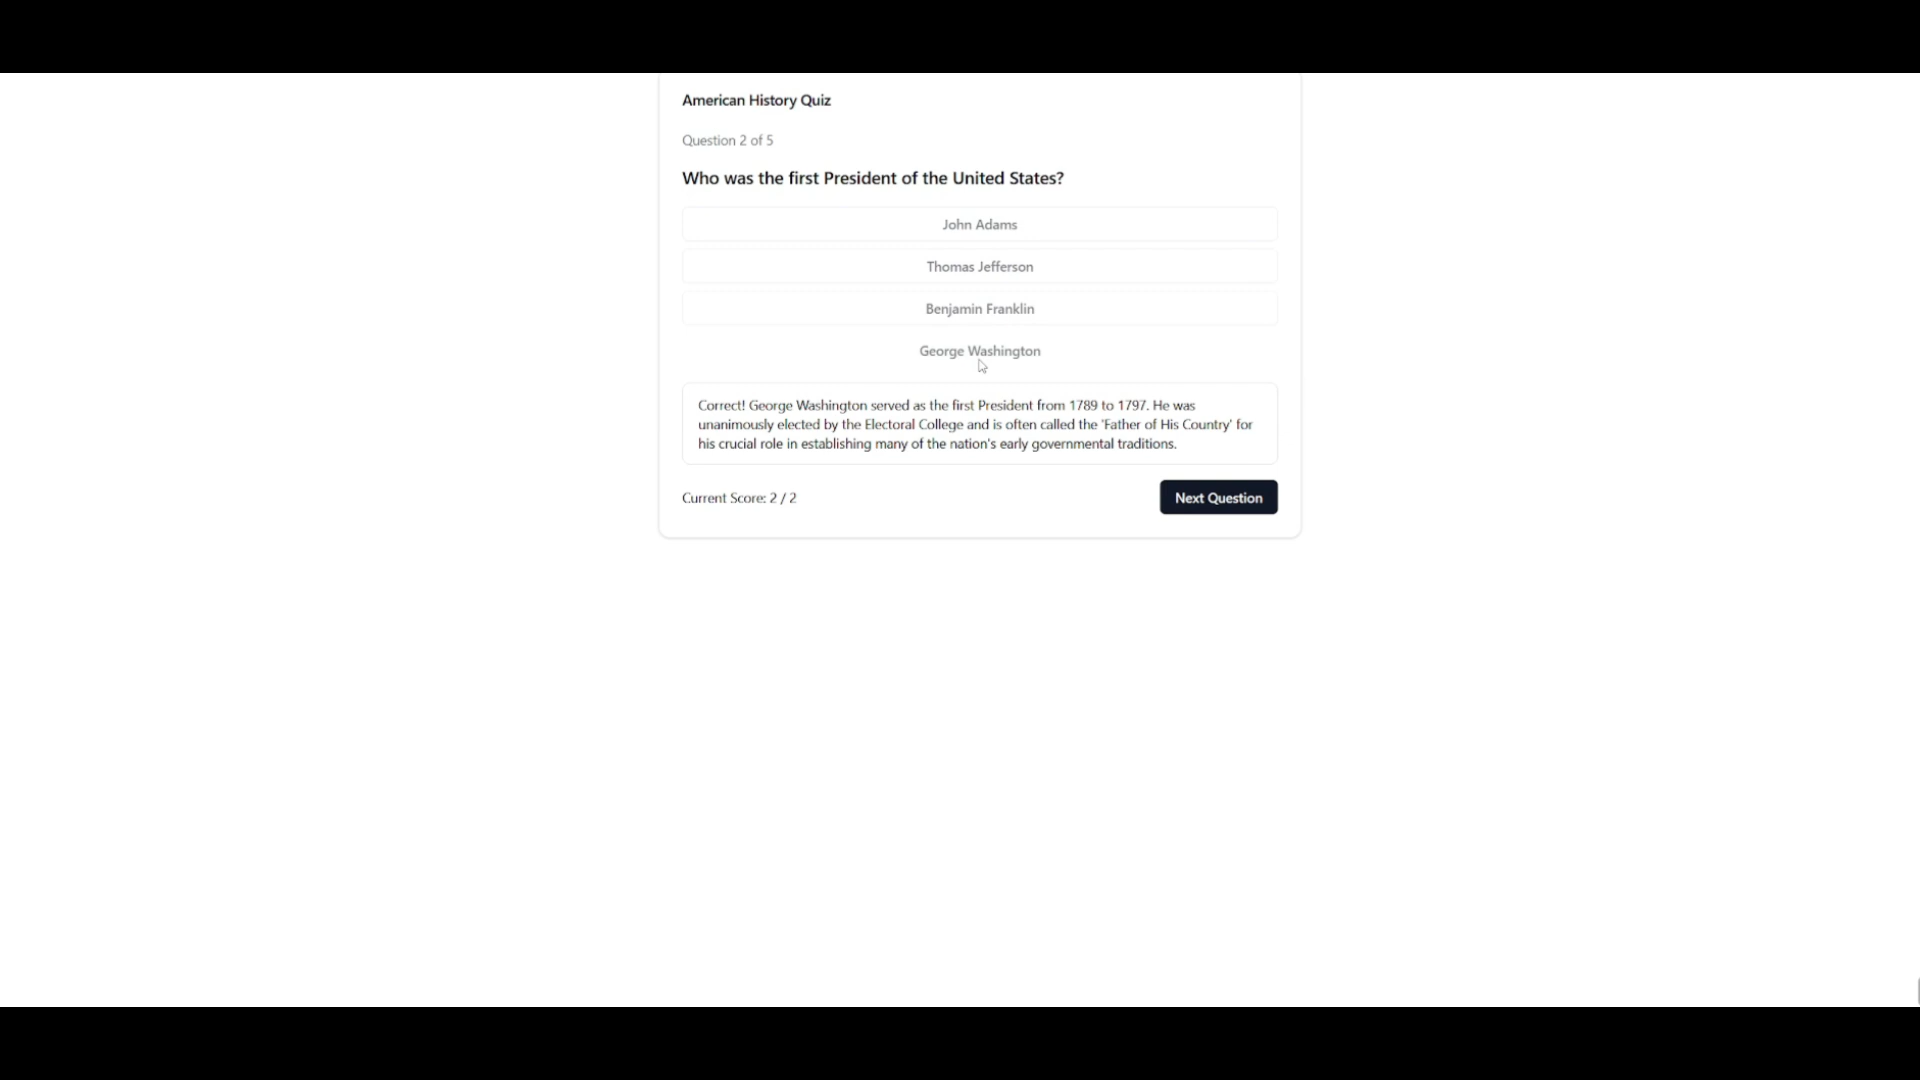 American History Quiz
Question 2 of 5
Who was the first President of the United States?
John Adams
Thomas Jefferson
Benjamin Franklin
George Washington
Correct! George Washington served as the first President from 1789 to 1797. He was
unanimously elected by the Electoral College and is often called the 'Father of His Country' for
his crucial role in establishing many of the nation's early governmental traditions.
Current Score: 2 / 2
Next Question